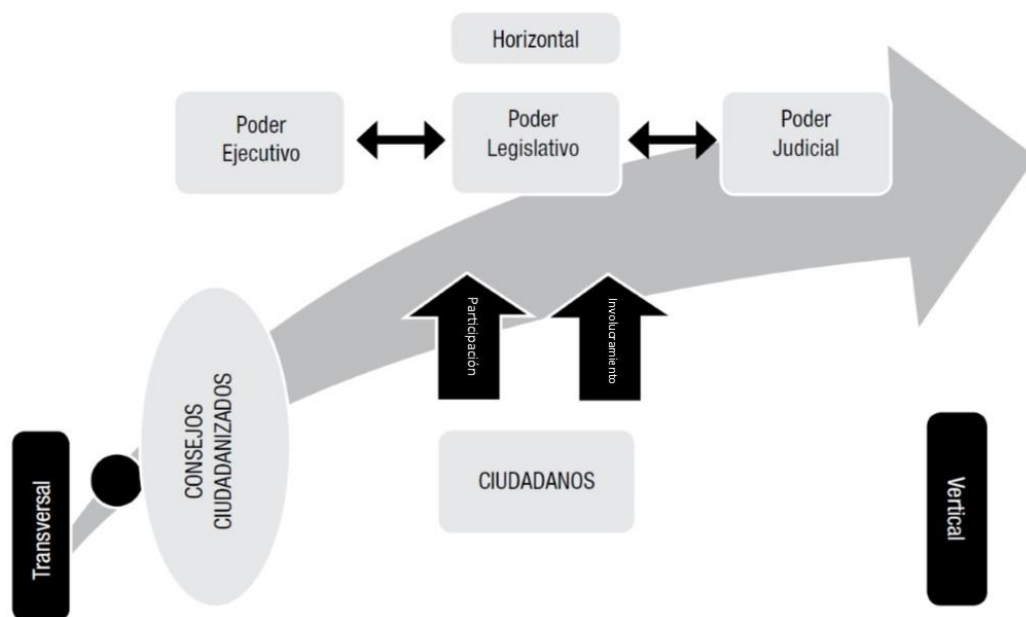 Horizontal
Poder
Ejecutivo
Poder
Legislativo
Poder
Judicial
Participación
Involucramiento
CONSEJOS
CIUDADANIZADOS
CIUDADANOS
Transversal
Vertical